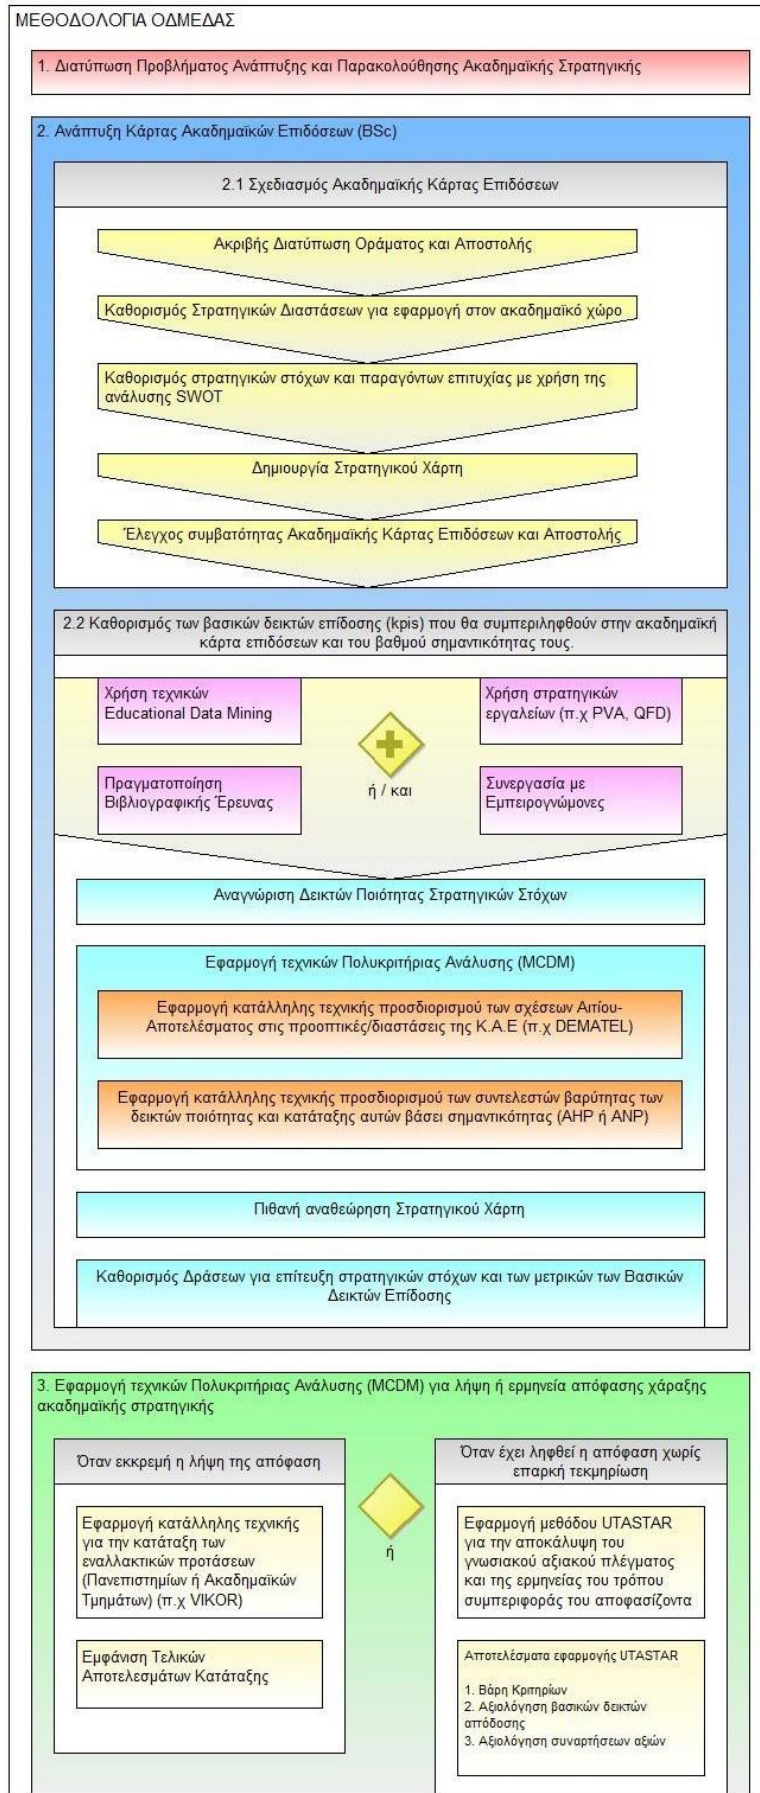 ΜΕΘΟΔΟΛΟΓΙΑ ΟΔΜΕΔΑΣ
1. Διατύπωση Προβλήματος Ανάπτυξης και Παρακολούθησης Ακαδημαϊκής Στρατηγικής
2. Ανάπτυξη Κάρτας Ακαδημαϊκών Επιδόσεων (BSc)
2.1 Σχεδιασμός Ακαδημαϊκής Κάρτας Επιδόσεων
Ακριβής Διατύπωση Οράματος και Αποστολής
Καθορισμός Στρατηγικών Διαστάσεων για εφαρμογή στον ακαδημαϊκό χώρο
Καθορισμός στρατηγικών στόχων και παραγόντων επιτυχίας με χρήση της
ανάλυσης SWOT
Δημιουργία Στρατηγικού Χάρτη
Έλεγχος συμβατότητας Ακαδημαϊκής Κάρτας Επιδόσεων και Αποστολής
2.2 Καθορισμός των βασικών δεικτών επίδοσης (kpis) που θα συμπεριληφθούν στην ακαδημαϊκή
κάρτα επιδόσεων και του βαθμού σημαντικότητας τους.
Χρήση τεχνικών
Educational Data Mining
Χρήση στρατηγικών
εργαλείων (π.χ PVA, QFD)
ή / και
Πραγματοποίηση
Βιβλιογραφικής Έρευνας
Συνεργασία με
Εμπειρογνώμονες
Αναγνώριση Δεικτών Ποιότητας Στρατηγικών Στόχων
Εφαρμογή τεχνικών Πολυκριτήριας Ανάλυσης (MCDM)
Εφαρμογή κατάλληλης τεχνικής προσδιορισμού των σχέσεων Αιτίου-
Αποτελέσματος στις προοπτικές/διαστάσεις της Κ.Α.Ε (π.χ DEMATEL)
Εφαρμογή κατάλληλης τεχνικής προσδιορισμού των συντελεστών βαρύτητας των
δεικτών ποιότητας και κατάταξης αυτών βάσει σημαντικότητας (AHP ή ANP)
Πιθανή αναθεώρηση Στρατηγικού Χάρτη
Καθορισμός Δράσεων για επίτευξη στρατηγικών στόχων και των μετρικών των Βασικών
Δεικτών Επίδοσης
3. Εφαρμογή τεχνικών Πολυκριτήριας Ανάλυσης (MCDM) για λήψη ή ερμηνεία απόφασης χάραξης
ακαδημαϊκής στρατηγικής
Όταν εκκρεμή η λήψη της απόφαση
Εφαρμογή κατάλληλης τεχνικής
για την κατάταξη των
εναλλακτικών προτάσεων
(Πανεπιστημίων ή Ακαδημαϊκών
Τμημάτων) (π.χ VIKOR)
Εμφάνιση Τελικών
Αποτελεσμάτων Κατάταξης
ή
Όταν έχει ληφθεί η απόφαση χωρίς
επαρκή τεκμηρίωση
Εφαρμογή μεθόδου UTASTAR
για την αποκάλυψη του
γνωσιακού αξιακού πλέγματος
και της ερμηνείας του τρόπου
συμπεριφοράς του αποφασίζοντα
Αποτελέσματα εφαρμογής UTASTAR
1. Βάρη Κριτηρίων
2. Αξιολόγηση βασικών δεικτών
απόδοσης
3. Αξιολόγηση συναρτήσεων αξιών